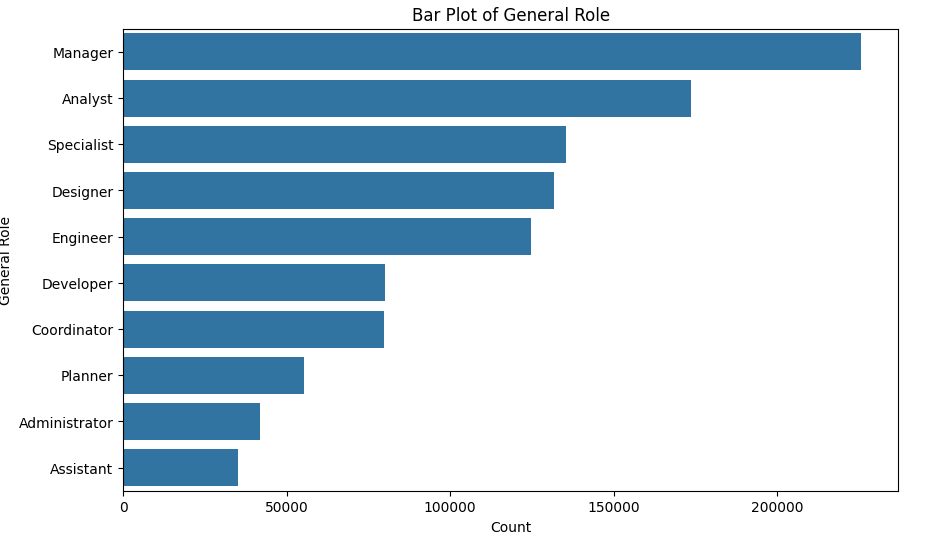 Bar Plot of General Role
General Role
Manager
Analyst
Specialist
Designer
Engineer
Developer
Coordinator
Planner
Administrator
Assistant
0 50000 100000 150000 200000
Count